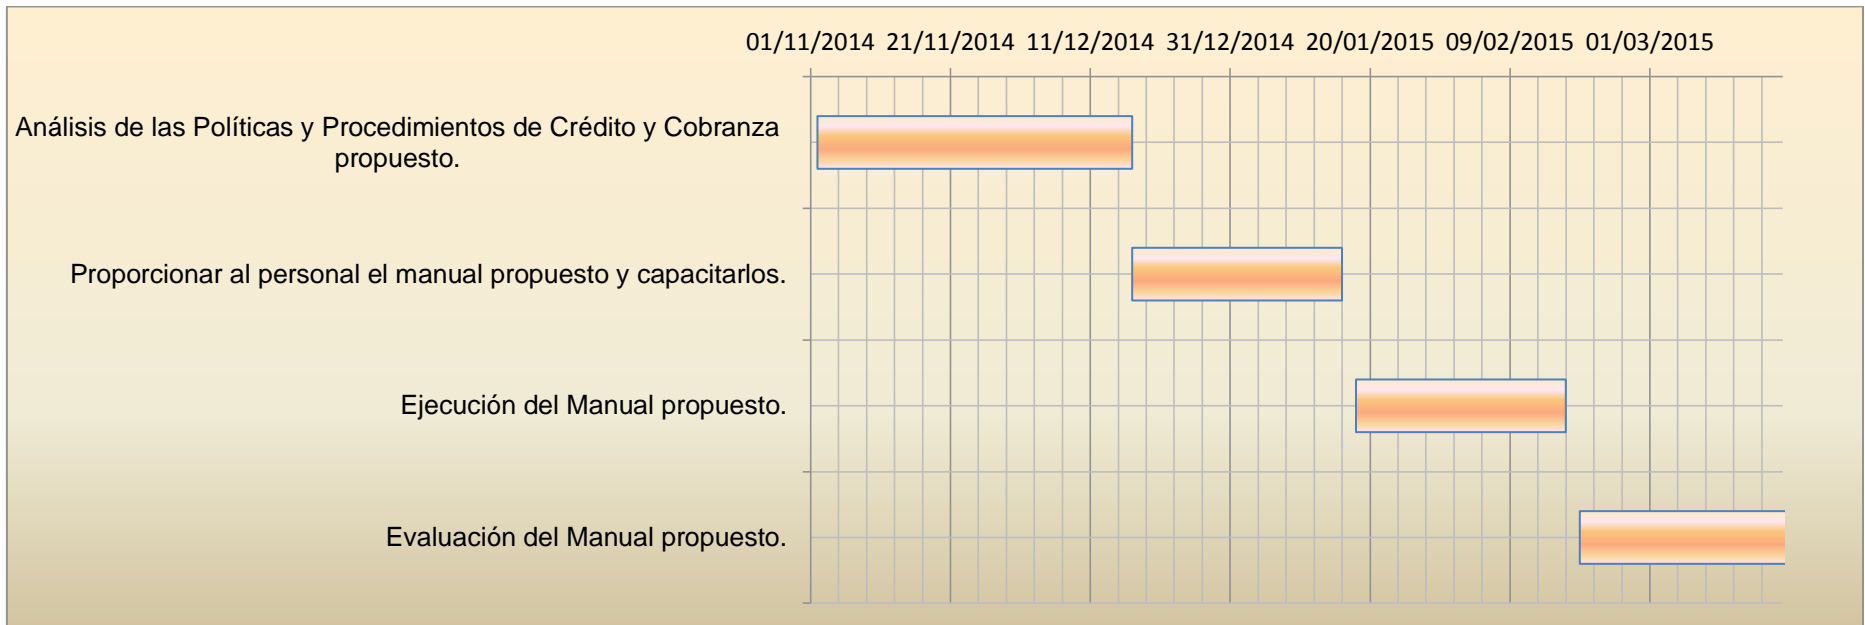 01/11/2014 21/11/2014 11/12/2014 31/12/2014 20/01/2015 09/02/2015 01/03/2015
Análisis de las Políticas y Procedimientos de Crédito y Cobranza
propuesto.
Proporcionar al personal el manual propuesto y capacitarlos.
Ejecución del Manual propuesto.
Evaluación del Manual propuesto.